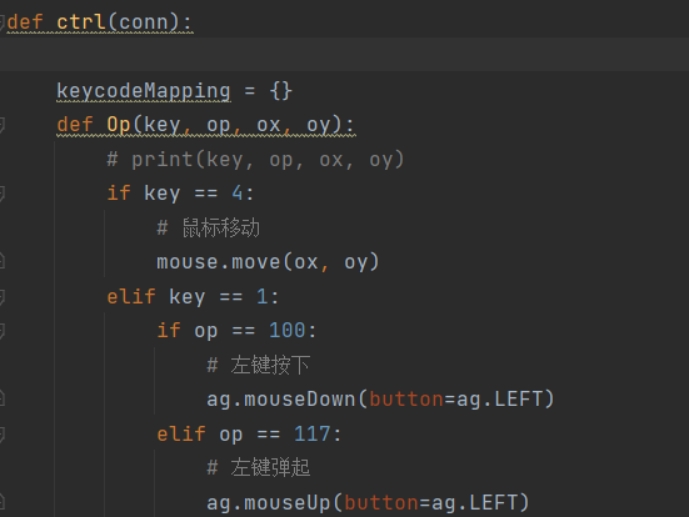 def ctrl(conn):
keycodeMapping = {}
def Op(key, op, ox, oy):
# print(key, op, ox, oy)
if key == 4:
# 鼠标移动
mouse.move(ox, oy)
elif key == 1:
if op == 100:
# 左键按下
ag.mouseDown(button=ag.LEFT)
elif op == 117:
# 左键弹起
ag.mouseUp(button=ag.LEFT)